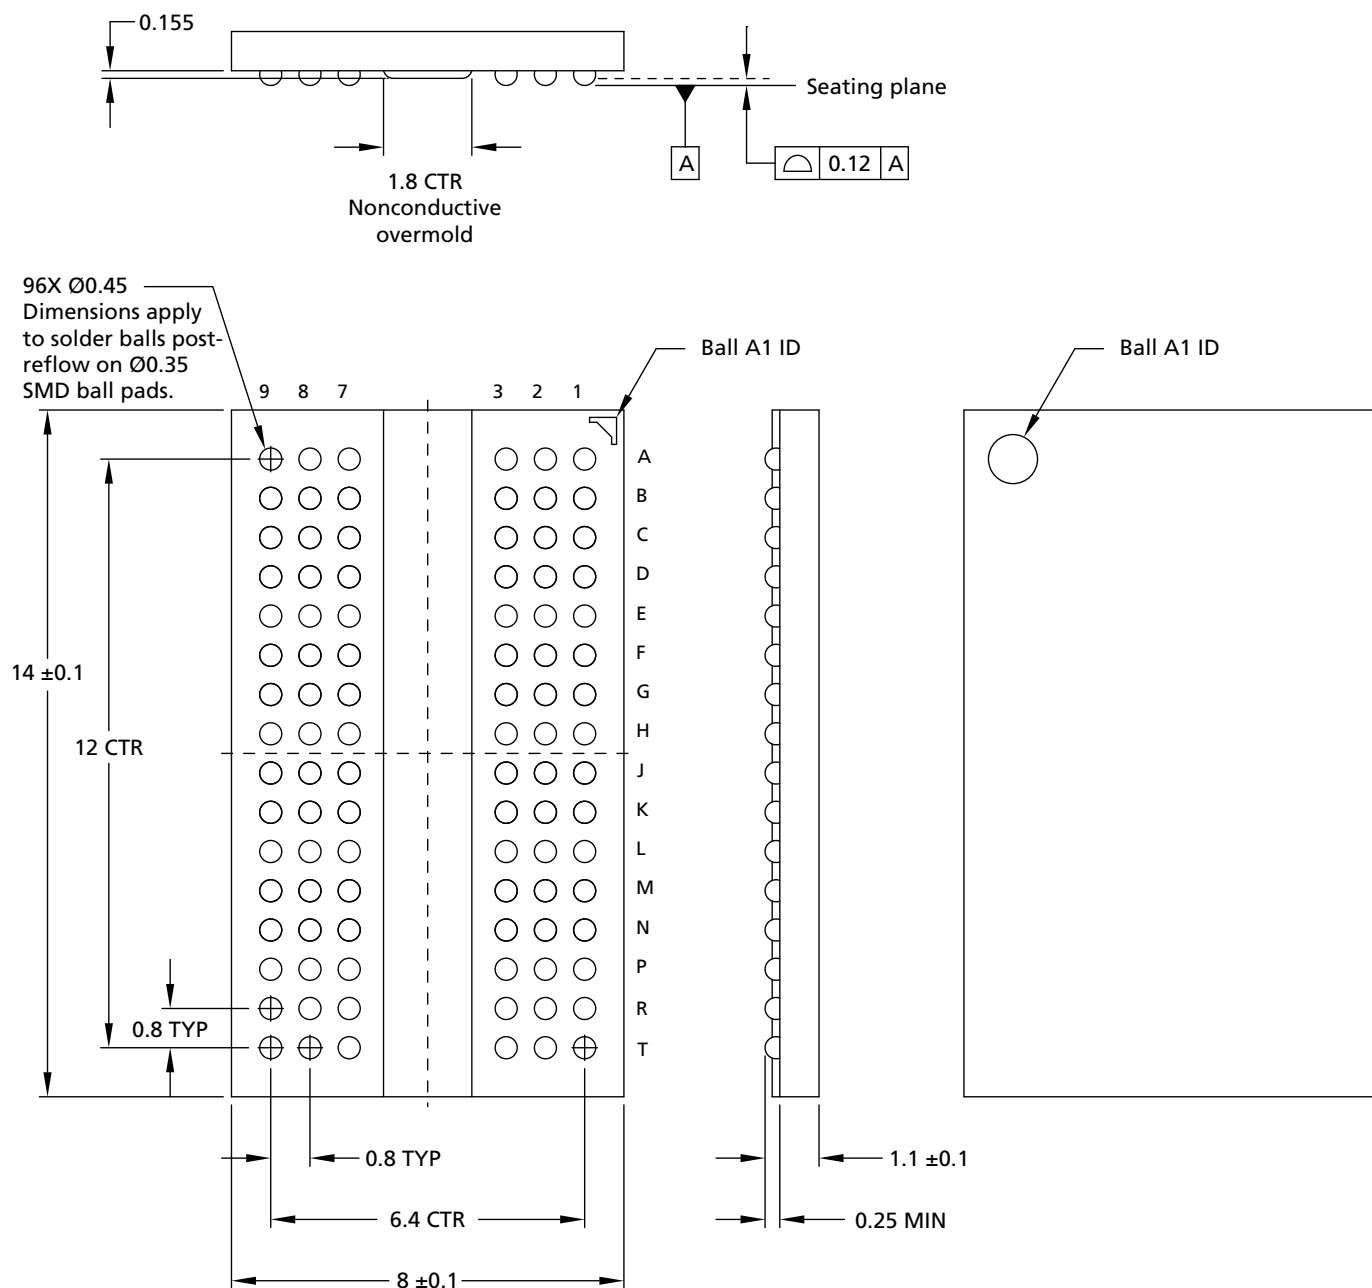 0.155
Seating plane
A
0.12 A
1.8 CTR
Nonconductive
overmold
96X Ø0.45
Dimensions apply
to solder balls post-
reflow on Ø0.35
SMD ball pads.
Ball A1 ID
Ball A1 ID
9 8 7 3 2 1
A
B
C
D
E
F
G
H
J
K
L
M
N
P
R
T
14 ±0.1
12 CTR
0.8 TYP
0.8 TYP
1.1 ±0.1
6.4 CTR
0.25 MIN
8 ±0.1